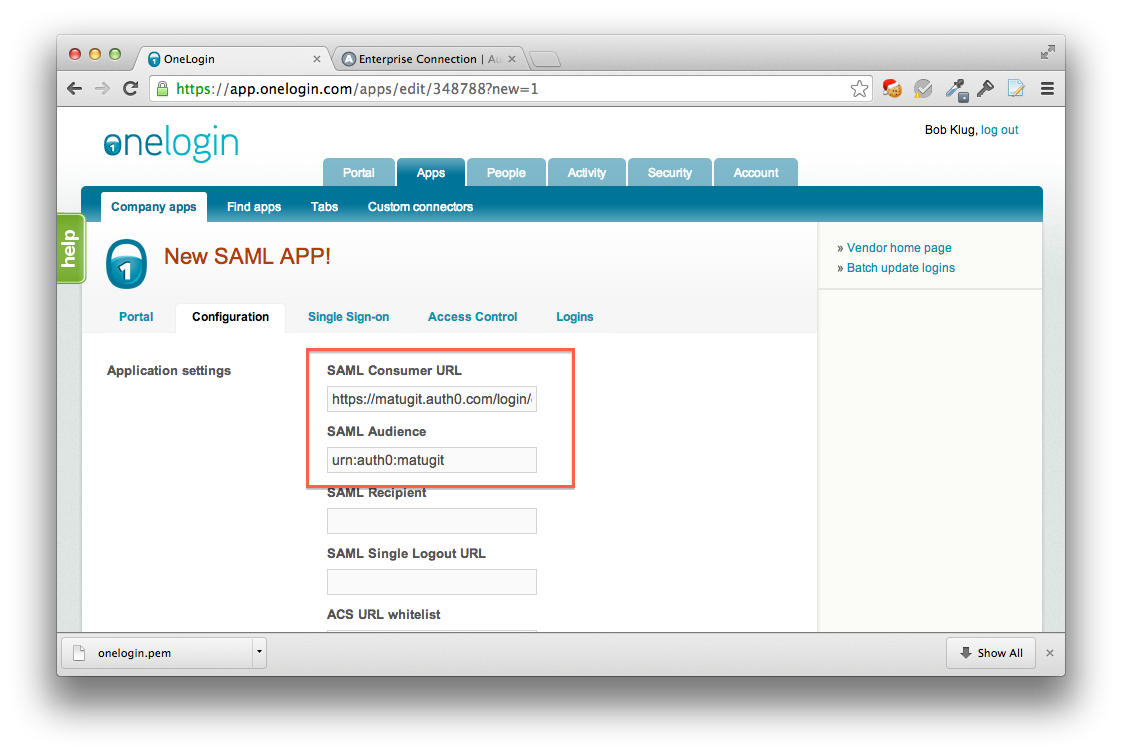 OneLogin
Enterprise Connection | Au
https://app.onelogin.com/apps/edit/348788?new=1
onelogin
1
Bob Klug, log out
Portal
Apps
People
Activity
Security
Account
Company apps
Find apps
Tabs
Custom connectors
help
1
New SAML APP!
» Vendor home page
» Batch update logins
Portal
Configuration
Single Sign-on
Access Control
Logins
Application settings
SAML Consumer URL
https://matugit.auth0.com/login/
SAML Audience
urn:auth0:matugit
SAML Recipient
SAML Single Logout URL
ACS URL whitelist
onelogin.pem
Show All